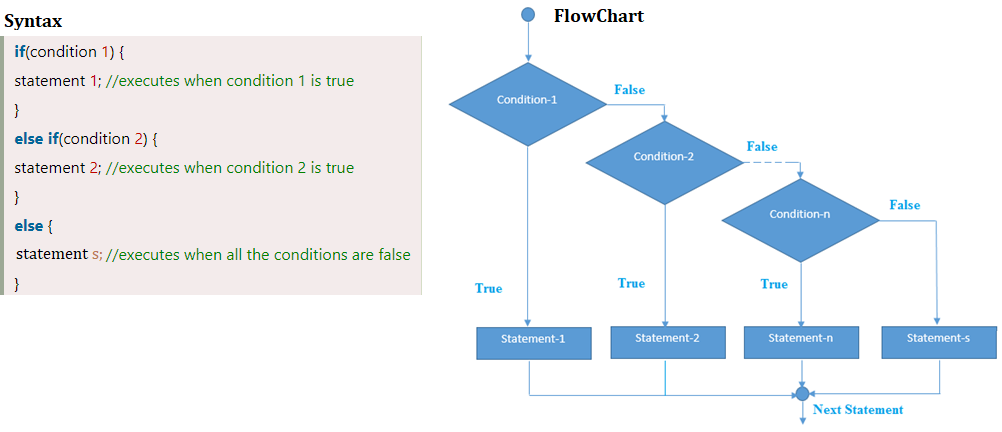 Syntax
if(condition 1) {
statement 1; //executes when condition 1 is true
}
else if(condition 2) {
statement 2; //executes when condition 2 is true
}
else {
statement s; //executes when all the conditions are false
}
FlowChart
Condition-1
False
Condition-2
False
Condition-n
False
True
True
True
Statement-1
Statement-2
Statement-n
Statement-s
Next Statement